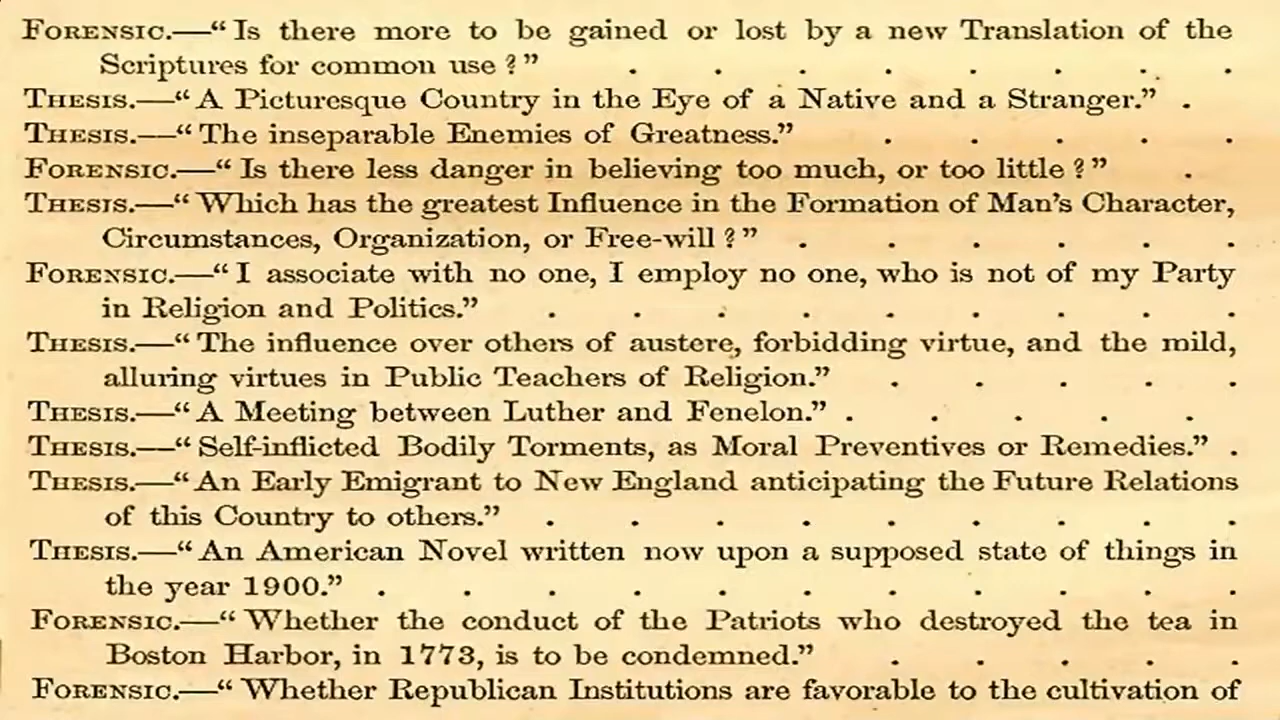 FORENSIC.—“ Is there more to be gained or lost by a new Translation of the
Scriptures for common use ? ” . . . . . . . .
THESIS.—“ A Picturesque Country in the Eye of a Native and a Stranger.” .
THESIS.—“ The inseparable Enemies of Greatness.” . . . . .
FORENSIC.—“ Is there less danger in believing too much, or too little ? ” .
THESIS.—“ Which has the greatest Influence in the Formation of Man’s Character,
Circumstances, Organization, or Free-will ? ” . . . . . .
FORENSIC.—“ I associate with no one, I employ no one, who is not of my Party
in Religion and Politics.” . . . . . . . . .
THESIS.—“ The influence over others of austere, forbidding virtue, and the mild,
alluring virtues in Public Teachers of Religion.” . . . . .
THESIS.—“ A Meeting between Luther and Fenelon.” . . . . .
THESIS.—“ Self-inflicted Bodily Torments, as Moral Preventives or Remedies.” .
THESIS.—“ An Early Emigrant to New England anticipating the Future Relations
of this Country to others.” . . . . . . . . .
THESIS.—“ An American Novel written now upon a supposed state of things in
the year 1900.” . . . . . . . . . . .
FORENSIC.—“ Whether the conduct of the Patriots who destroyed the tea in
Boston Harbor, in 1773, is to be condemned.” . . . . .
FORENSIC.—“ Whether Republican Institutions are favorable to the cultivation of